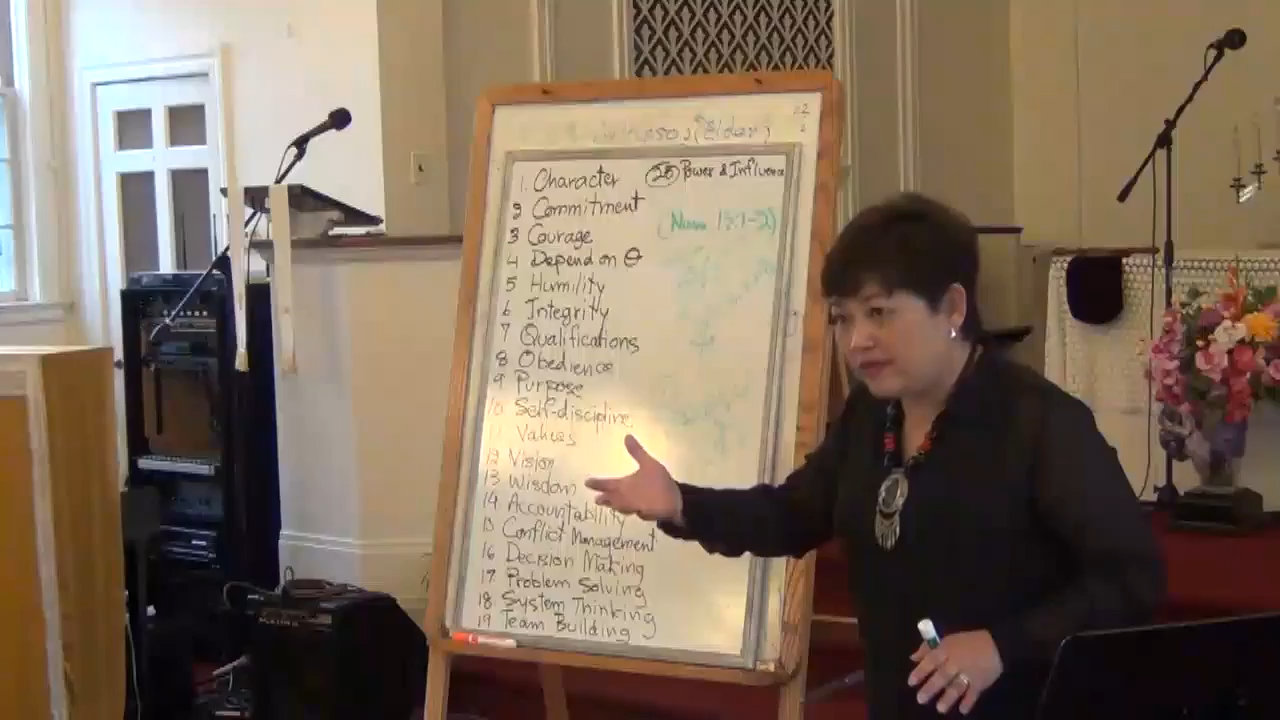 (Elder)
1. Character
2 Commitment
3 Courage
4 Depend on Θ
5 Humility
6 Integrity
7 Qualifications
8 Obedience
9 Purpose
10 Self-discipline
11 Values
12 Vision
13 Wisdom
14 Accountability
15 Conflict Management
16 Decision Making
17 Problem Solving
18 System Thinking
19 Team Building
20 Power & Influence